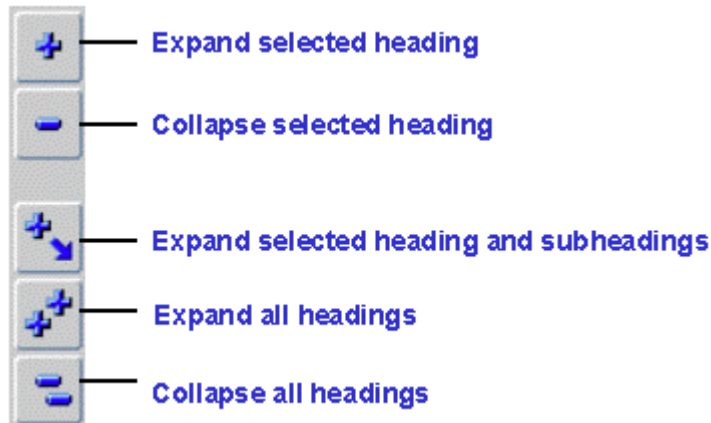 Expand selected heading
Collapse selected heading
Expand selected heading and subheadings
Expand all headings
Collapse all headings